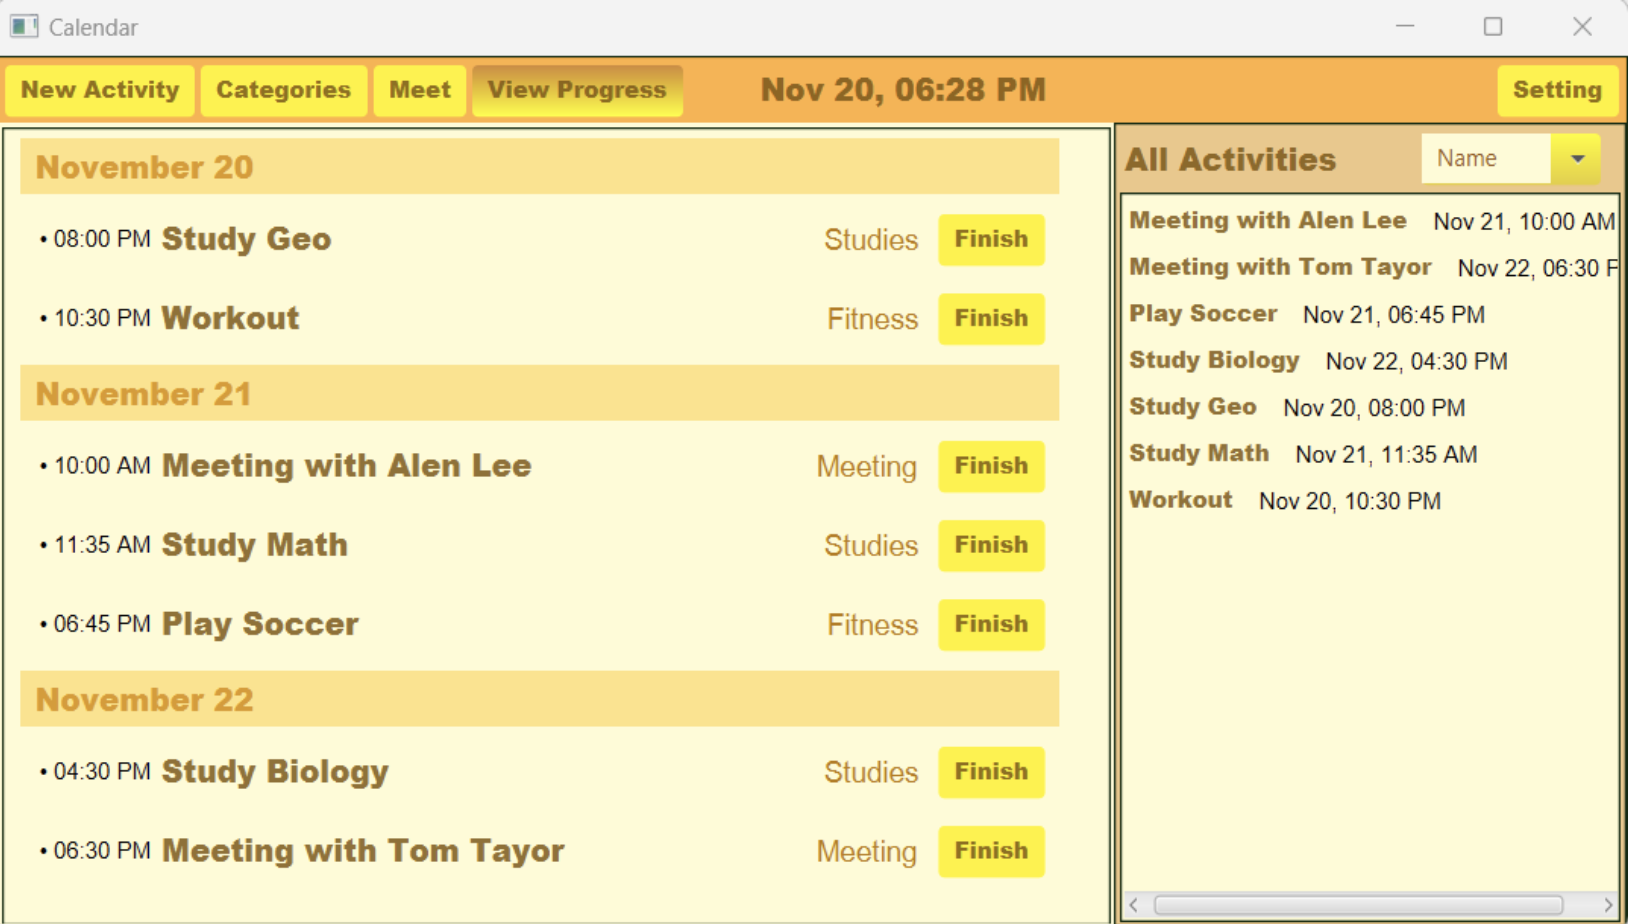 Calendar
New Activity Categories Meet View Progress Nov 20, 06:28 PM Setting
November 20
• 08:00 PM Study Geo Studies Finish
• 10:30 PM Workout Fitness Finish
November 21
• 10:00 AM Meeting with Alen Lee Meeting Finish
• 11:35 AM Study Math Studies Finish
• 06:45 PM Play Soccer Fitness Finish
November 22
• 04:30 PM Study Biology Studies Finish
• 06:30 PM Meeting with Tom Tayor Meeting Finish
All Activities Name
Meeting with Alen Lee Nov 21, 10:00 AM
Meeting with Tom Tayor Nov 22, 06:30
Play Soccer Nov 21, 06:45 PM
Study Biology Nov 22, 04:30 PM
Study Geo Nov 20, 08:00 PM
Study Math Nov 21, 11:35 AM
Workout Nov 20, 10:30 PM